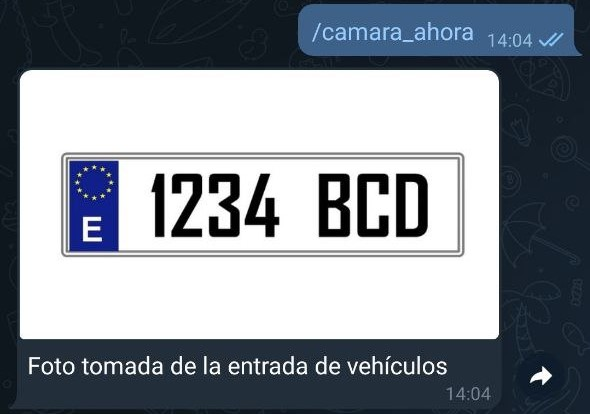 /camara_ahora 14:04
E 1234 BCD
Foto tomada de la entrada de vehículos
14:04